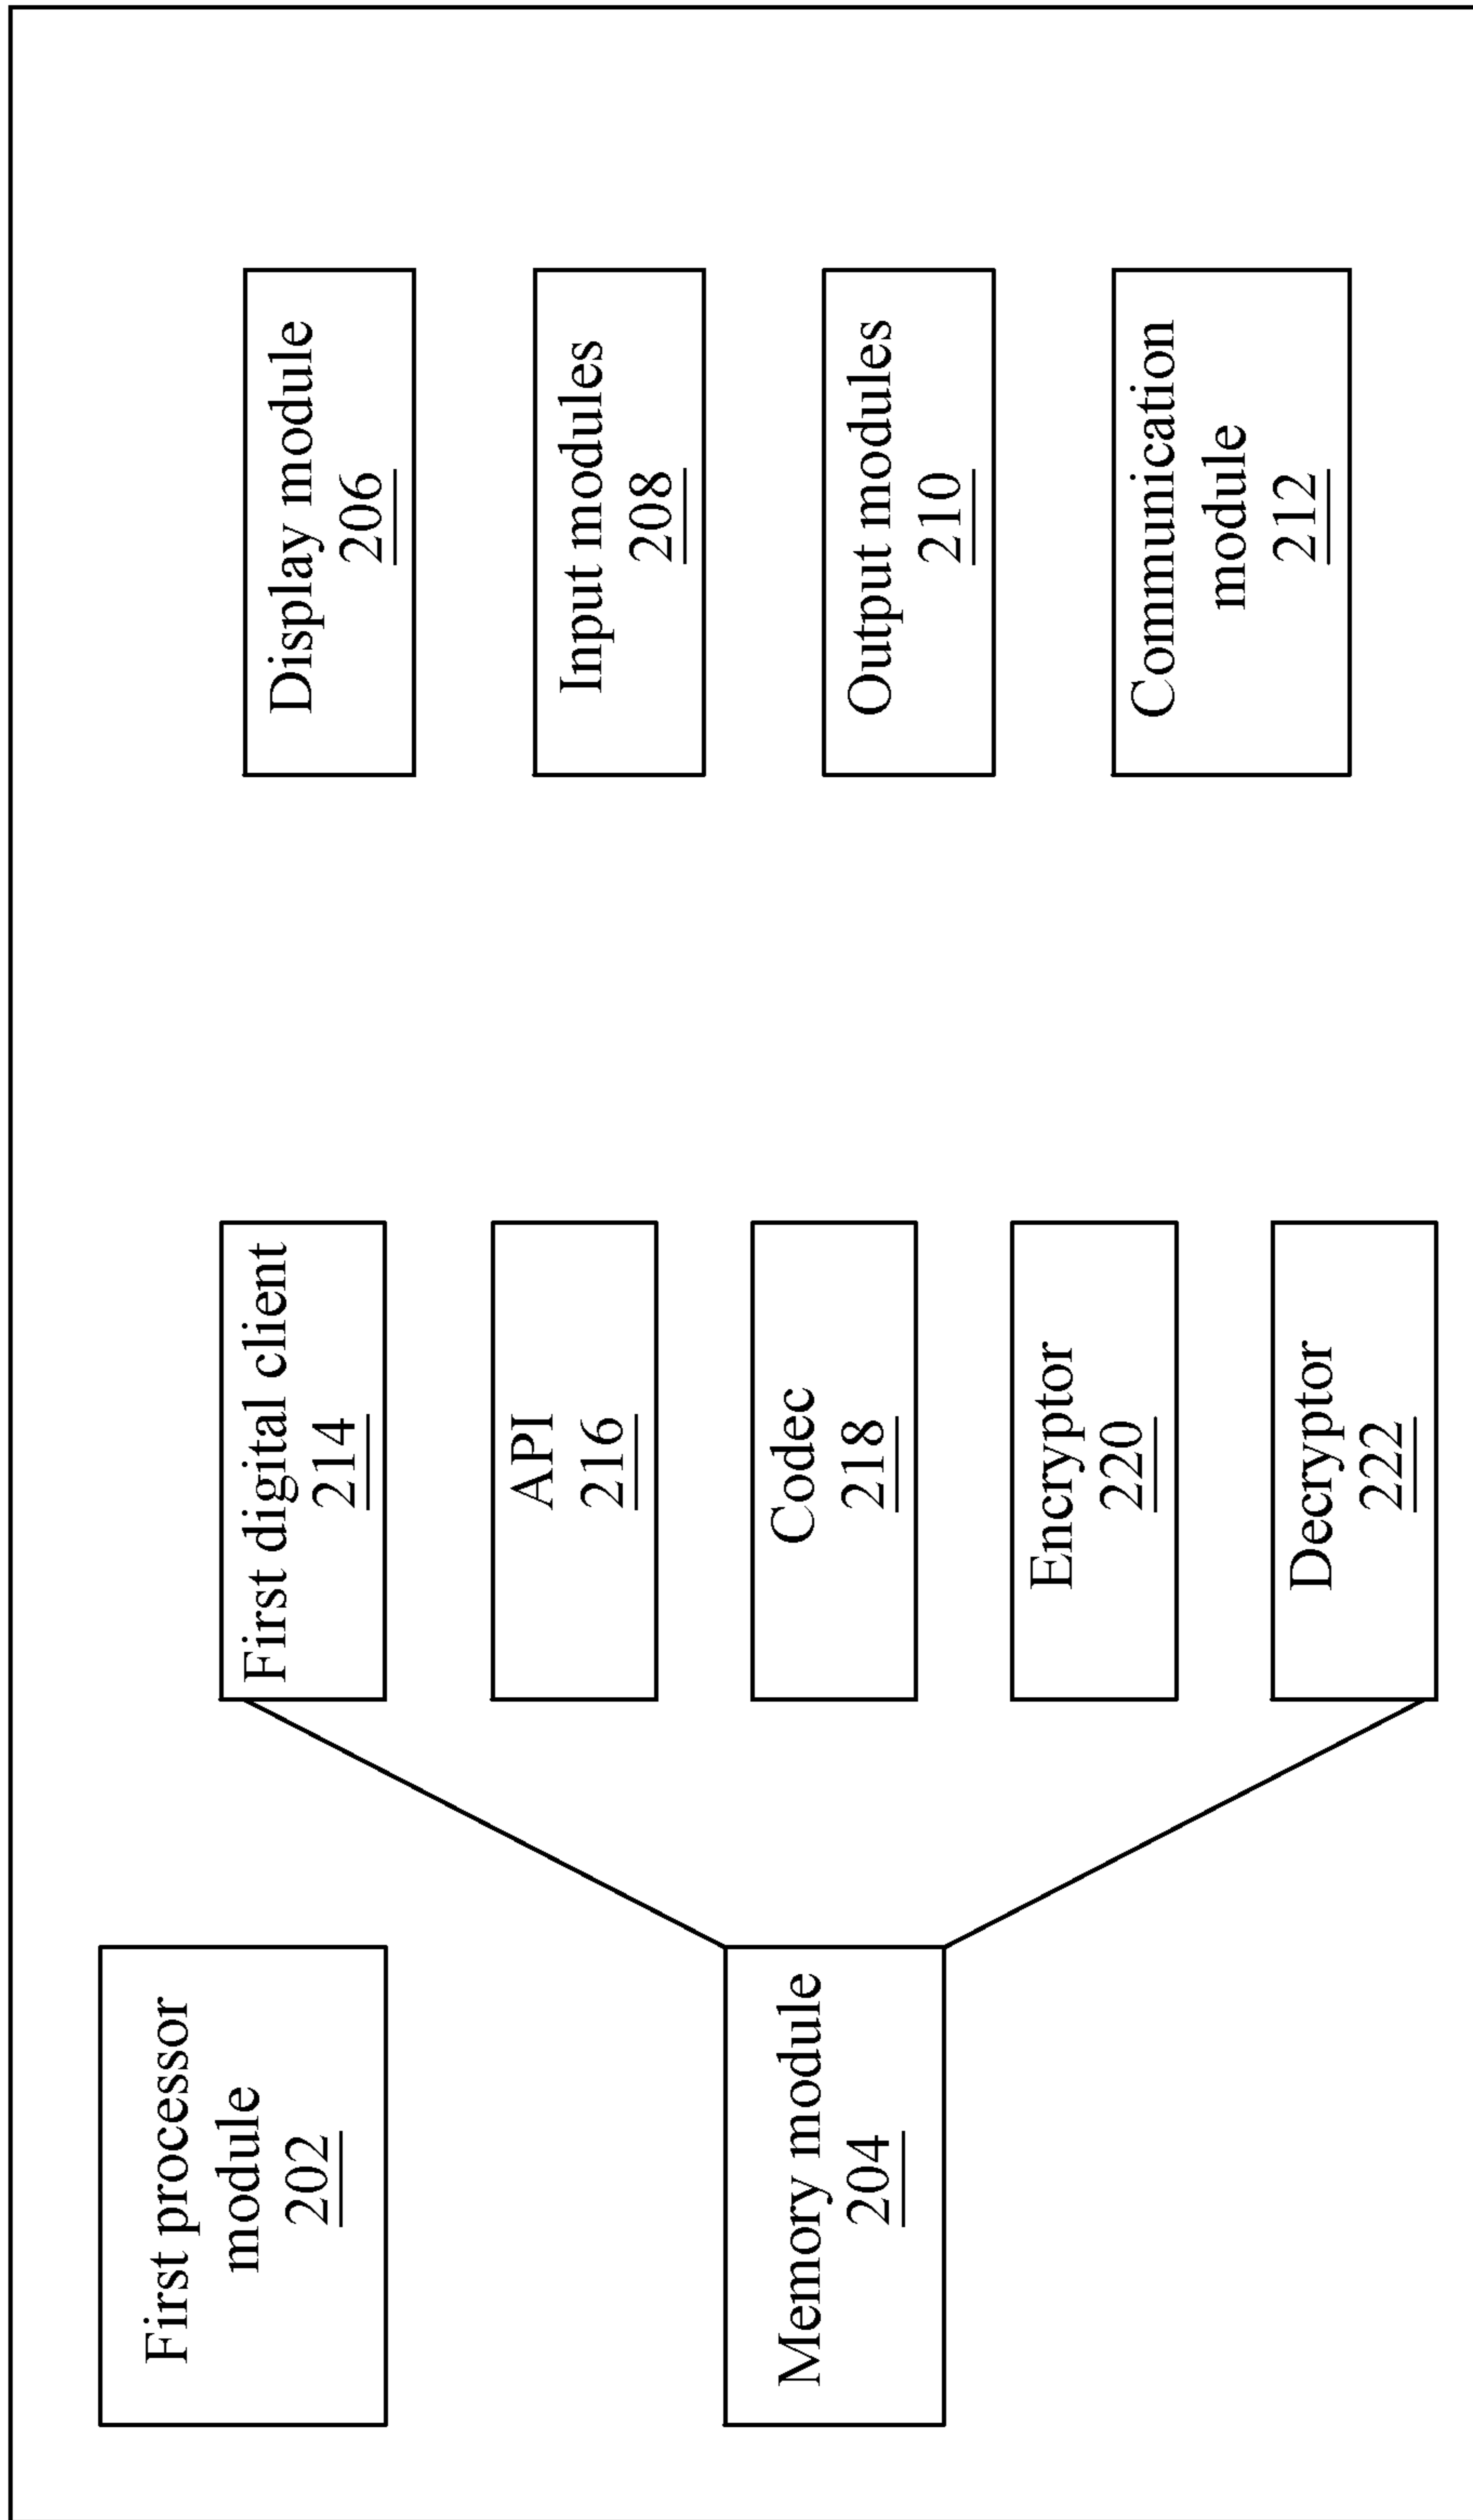 First processor
module
202
Memory module
204
First digital client
214
API
216
Codec
218
Encryptor
220
Decryptor
222
Display module
206
Input modules
208
Output modules
210
Communication
module
212